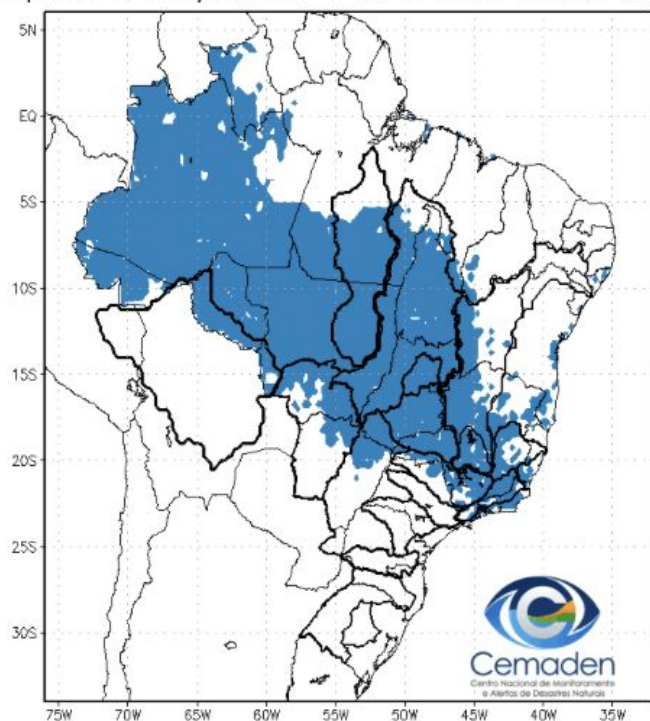 5N
EQ
5S
10S
15S
20S
25S
30S
75W 70W 65W 60W 55W 50W 45W 40W 35W
Cemaden
Centro Nacional de Monitoramento
e Alertas de Desastres Naturais